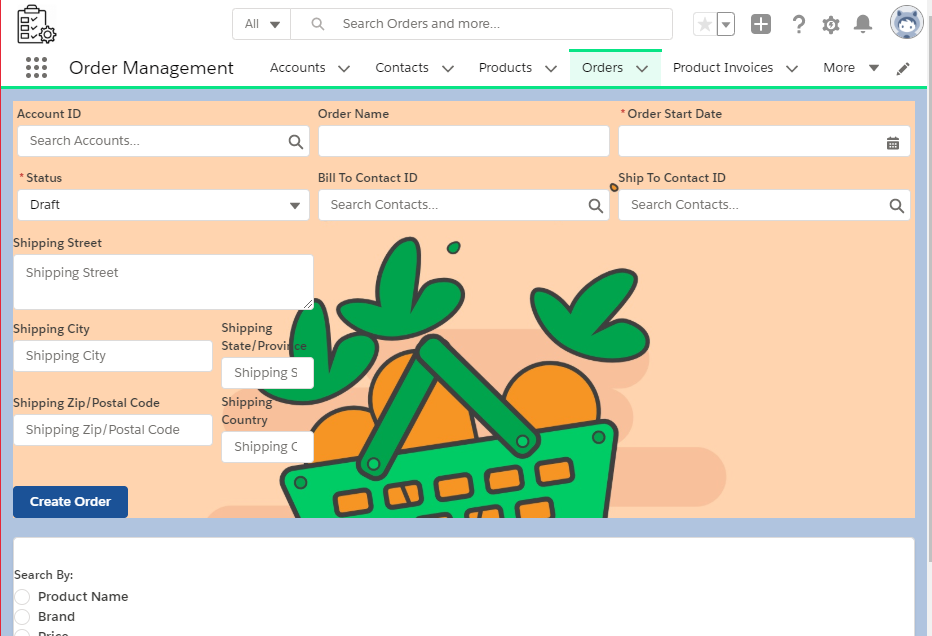 All
Search Orders and more...
Order Management
Accounts
Contacts
Products
Orders
Product Invoices
More
Account ID
Order Name
* Order Start Date
Search Accounts...
* Status
Bill To Contact ID
Ship To Contact ID
Draft
Search Contacts...
Search Contacts...
Shipping Street
Shipping Street
Shipping City
Shipping
State/Province
Shipping City
Shipping S
Shipping Zip/Postal Code
Shipping
Country
Shipping Zip/Postal Code
Shipping C
Create Order
Search By:
Product Name
Brand
Price